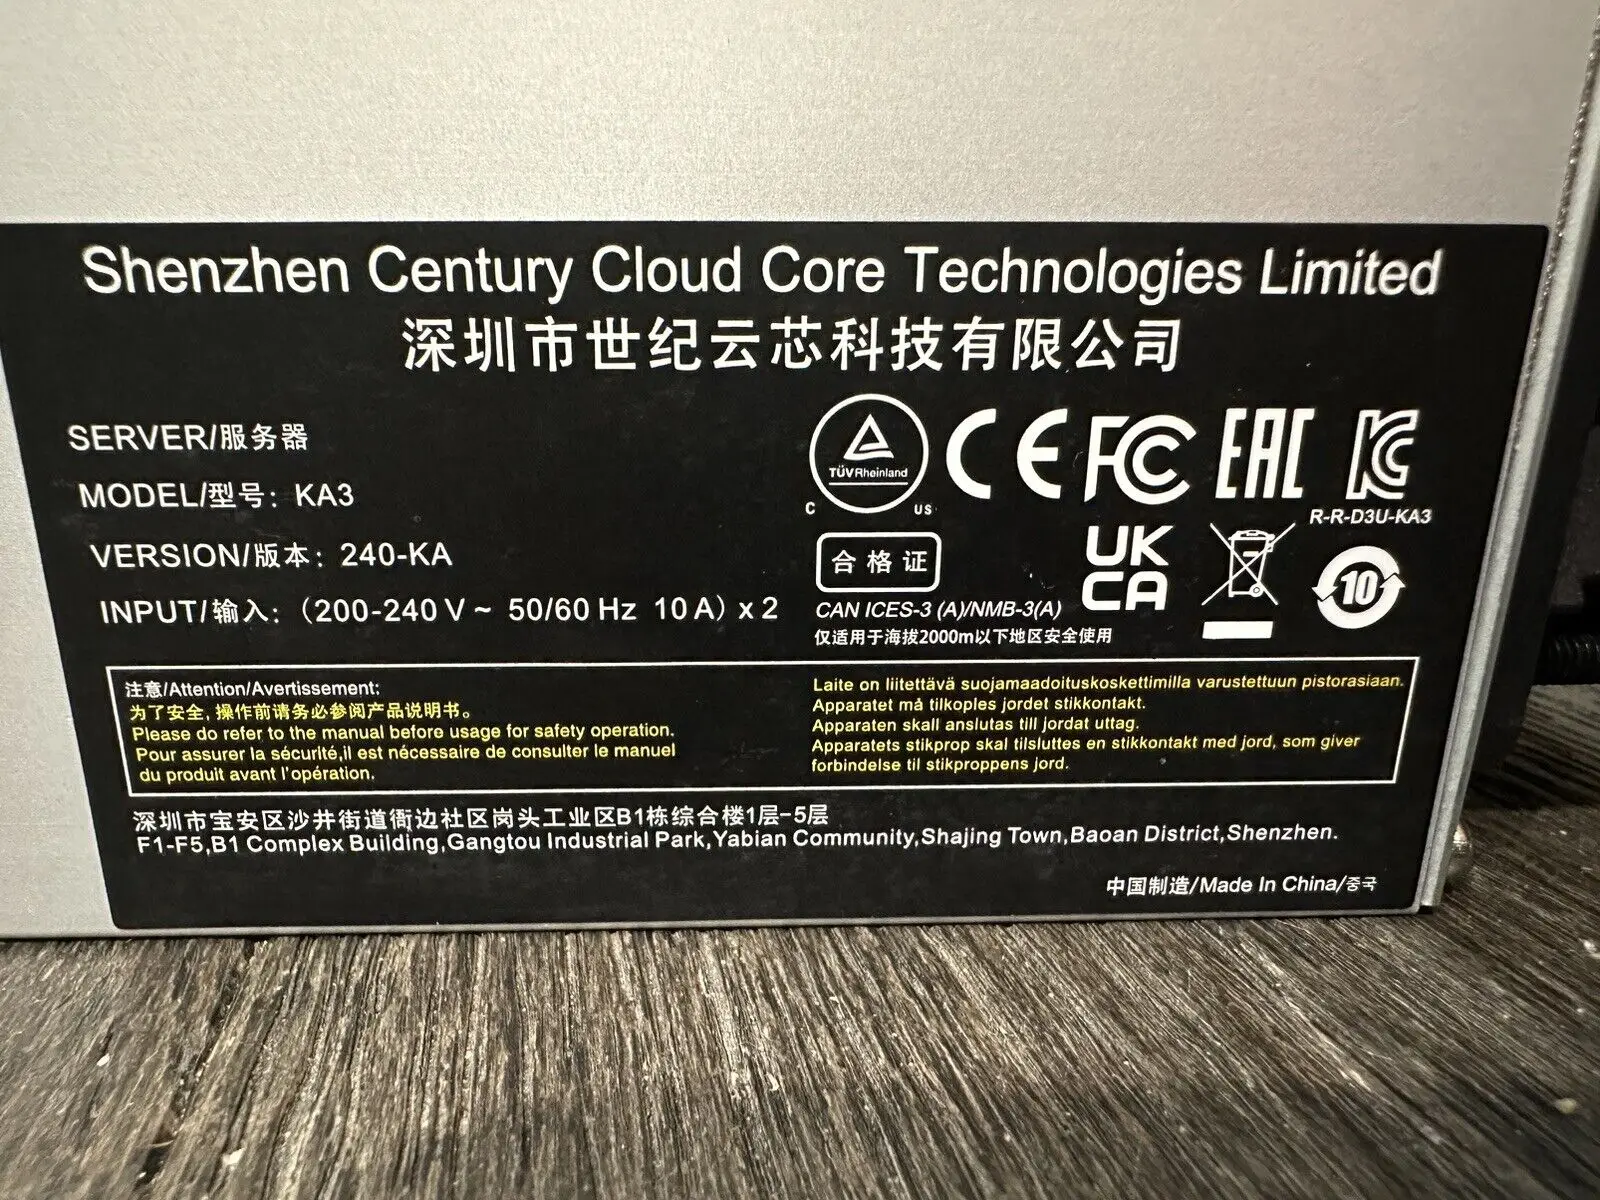 Shenzhen Century Cloud Core Technologies Limited
深圳市世纪云芯科技有限公司
SERVER/服务器
MODEL/型号: KA3
VERSION/版本: 240-KA
INPUT/输入: (200-240 V ~ 50/60 Hz 10 A) x 2
TÜVRheinland
C US
CE FC EAC KC
R-R-D3U-KA3
合格证
UK
CA
10
CAN ICES-3 (A)/NMB-3(A)
仅适用于海拔2000m以下地区安全使用
注意/Attention/Avertissement:
为了安全, 操作前请务必参阅产品说明书。
Please do refer to the manual before usage for safety operation.
Pour assurer la sécurité,il est nécessaire de consulter le manuel
du produit avant l'opération.
Laite on liitettävä suojamaadoituskoskettimilla varustettuun pistorasiaan.
Apparatet må tilkoples jordet stikkontakt.
Apparaten skall anslutas till jordat uttag.
Apparatets stikprop skal tilsluttes en stikkontakt med jord, som giver
forbindelse til stikproppens jord.
深圳市宝安区沙井街道衙边社区岗头工业区B1栋综合楼1层-5层
F1-F5,B1 Complex Building,Gangtou Industrial Park,Yabian Community,Shajing Town,Baoan District,Shenzhen.
中国制造/Made In China/중국